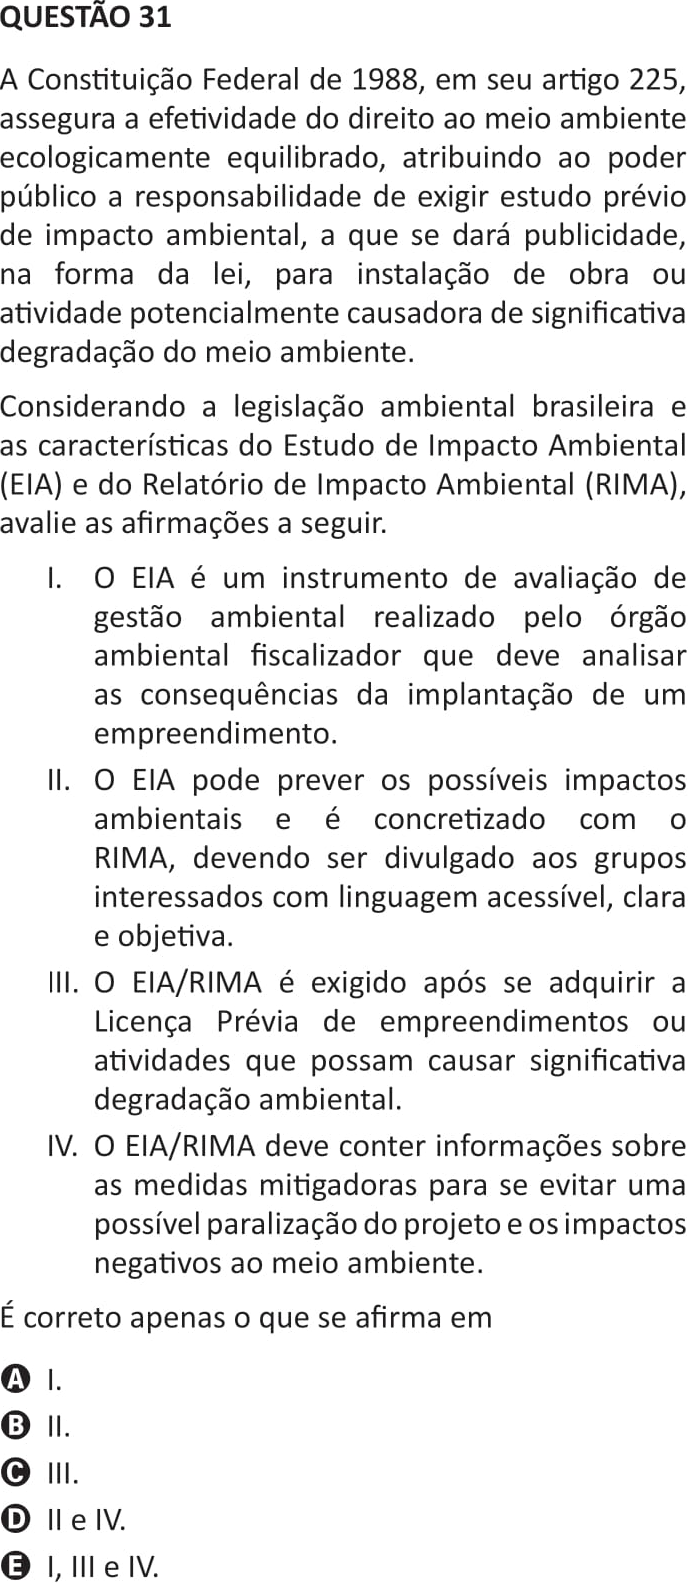 QUESTÃO 31
A Constituição Federal de 1988, em seu artigo 225,
assegura a efetividade do direito ao meio ambiente
ecologicamente equilibrado, atribuindo ao poder
público a responsabilidade de exigir estudo prévio
de impacto ambiental, a que se dará publicidade,
na forma da lei, para instalação de obra ou
atividade potencialmente causadora de significativa
degradação do meio ambiente.
Considerando a legislação ambiental brasileira e
as características do Estudo de Impacto Ambiental
(EIA) e do Relatório de Impacto Ambiental (RIMA),
avalie as afirmações a seguir.
I. O EIA é um instrumento de avaliação de
gestão ambiental realizado pelo órgão
ambiental fiscalizador que deve analisar
as consequências da implantação de um
empreendimento.
II. O EIA pode prever os possíveis impactos
ambientais e é concretizado com o
RIMA, devendo ser divulgado aos grupos
interessados com linguagem acessível, clara
e objetiva.
III. O EIA/RIMA é exigido após se adquirir a
Licença Prévia de empreendimentos ou
atividades que possam causar significativa
degradação ambiental.
IV. O EIA/RIMA deve conter informações sobre
as medidas mitigadoras para se evitar uma
possível paralização do projeto e os impactos
negativos ao meio ambiente.
É correto apenas o que se afirma em
A I.
B II.
C III.
D II e IV.
E I, III e IV.